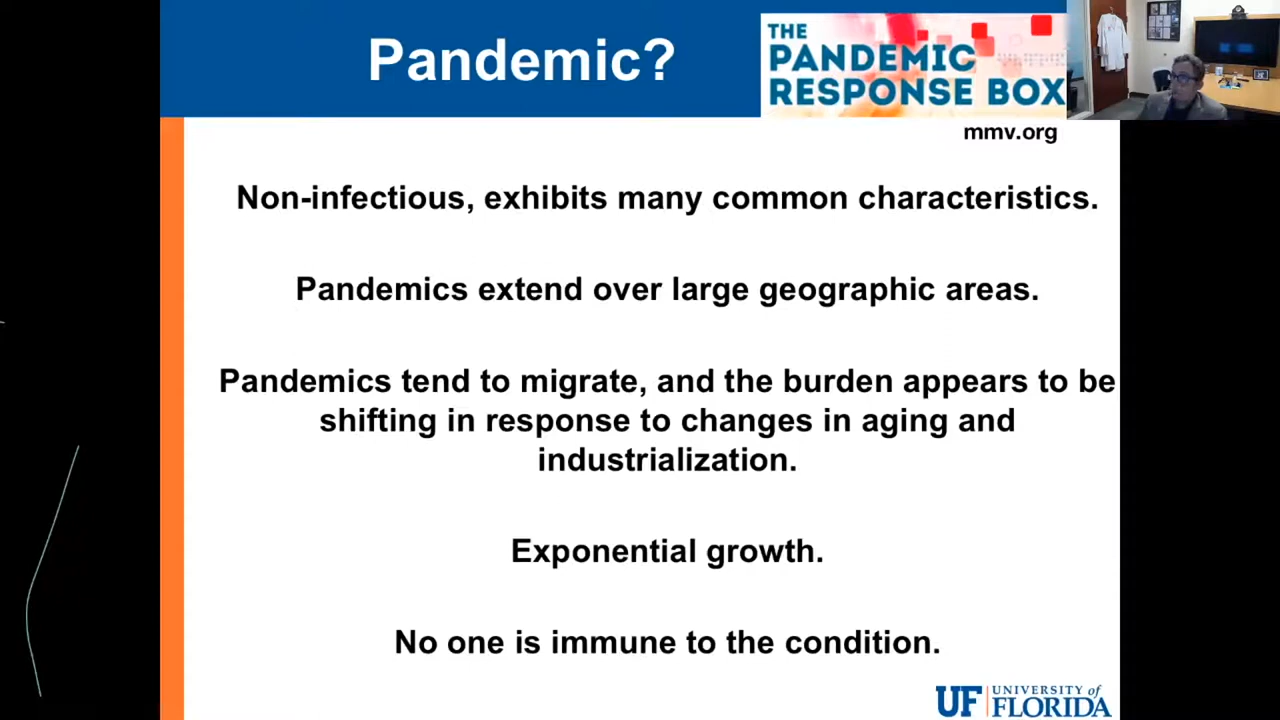 Pandemic?
THE
PANDEMIC
RESPONSE BOX
mmv.org
Non-infectious, exhibits many common characteristics.
Pandemics extend over large geographic areas.
Pandemics tend to migrate, and the burden appears to be
shifting in response to changes in aging and
industrialization.
Exponential growth.
No one is immune to the condition.
UF UNIVERSITY of
FLORIDA